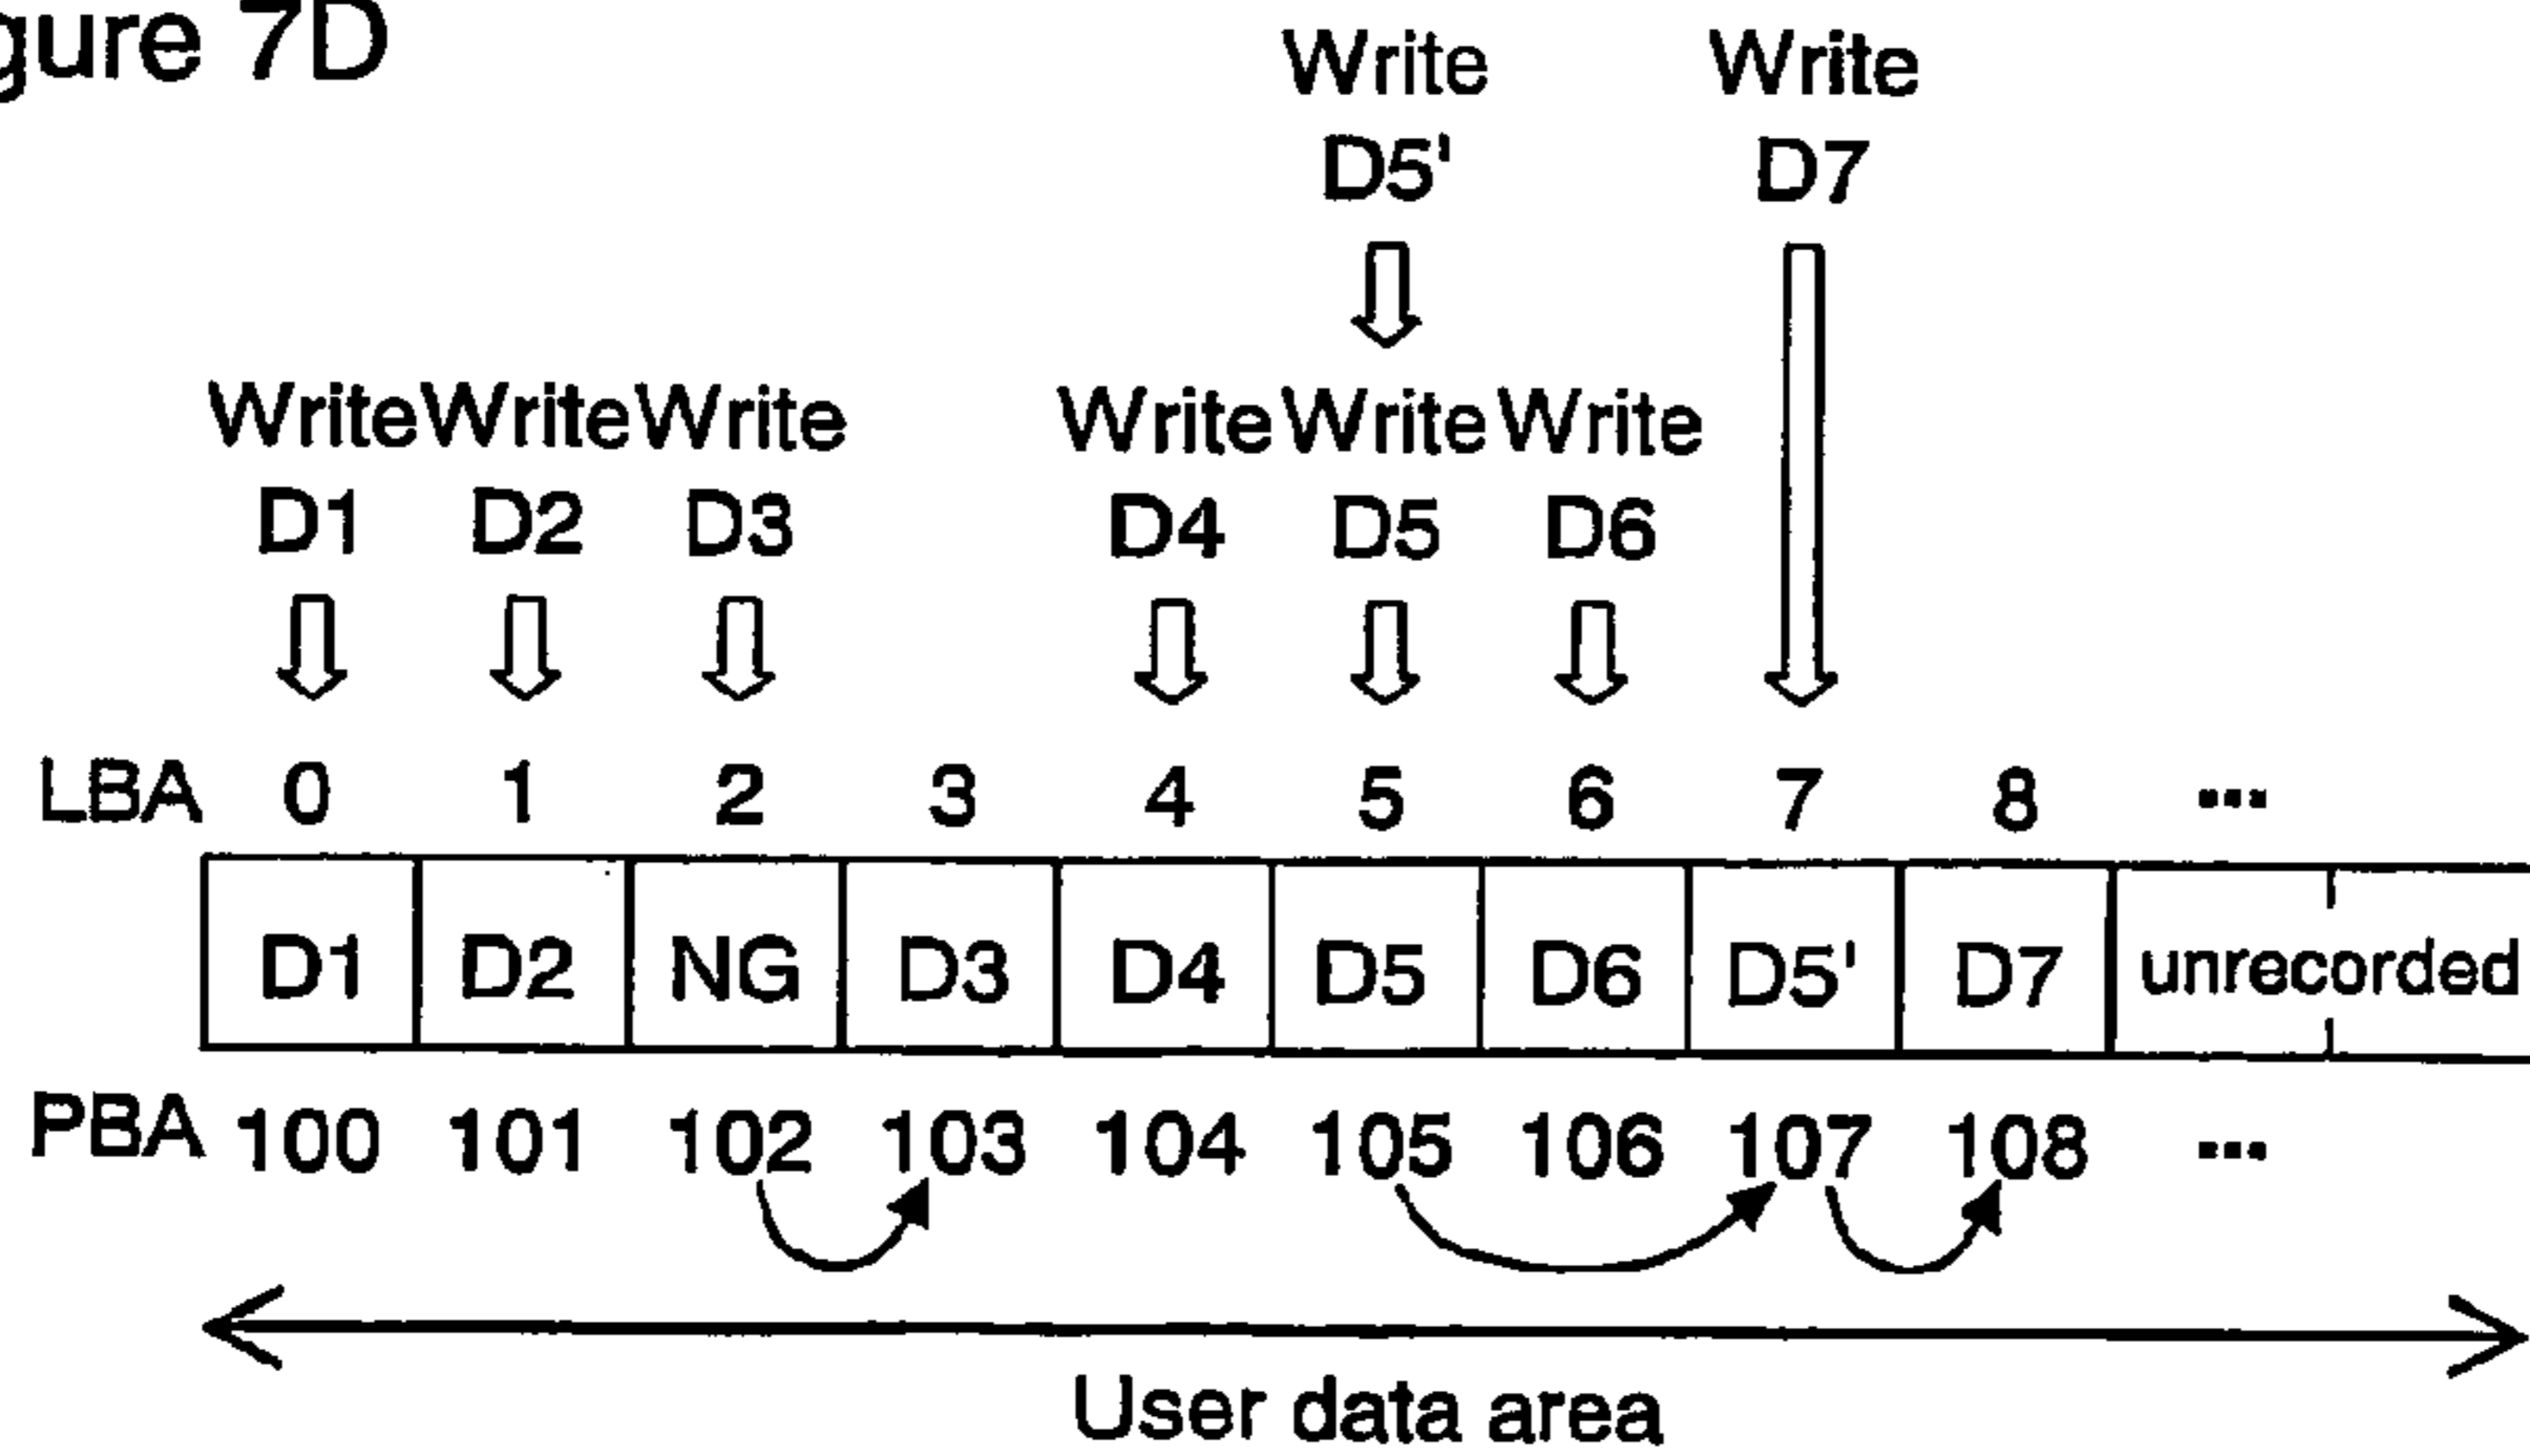 gure 7D
Write Write
D5' D7
Write Write Write Write Write Write
D1 D2 D3 D4 D5 D6
LBA 0 1 2 3 4 5 6 7 8 ...
D1 D2 NG D3 D4 D5 D6 D5' D7 unrecorded
PBA 100 101 102 103 104 105 106 107 108 ...
User data area